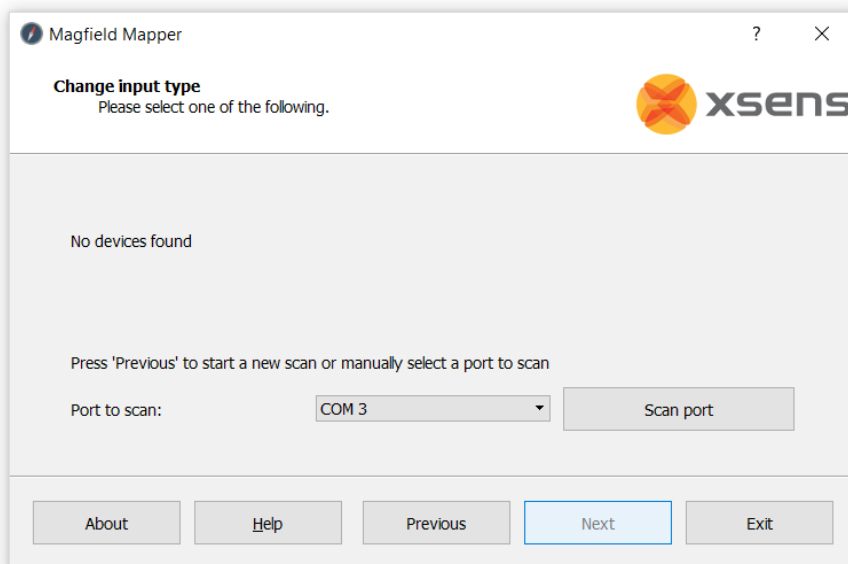 Magfield Mapper
?
Change input type
Please select one of the following.
xsens
No devices found
Press 'Previous' to start a new scan or manually select a port to scan
Port to scan:
COM 3
Scan port
About
Help
Previous
Next
Exit